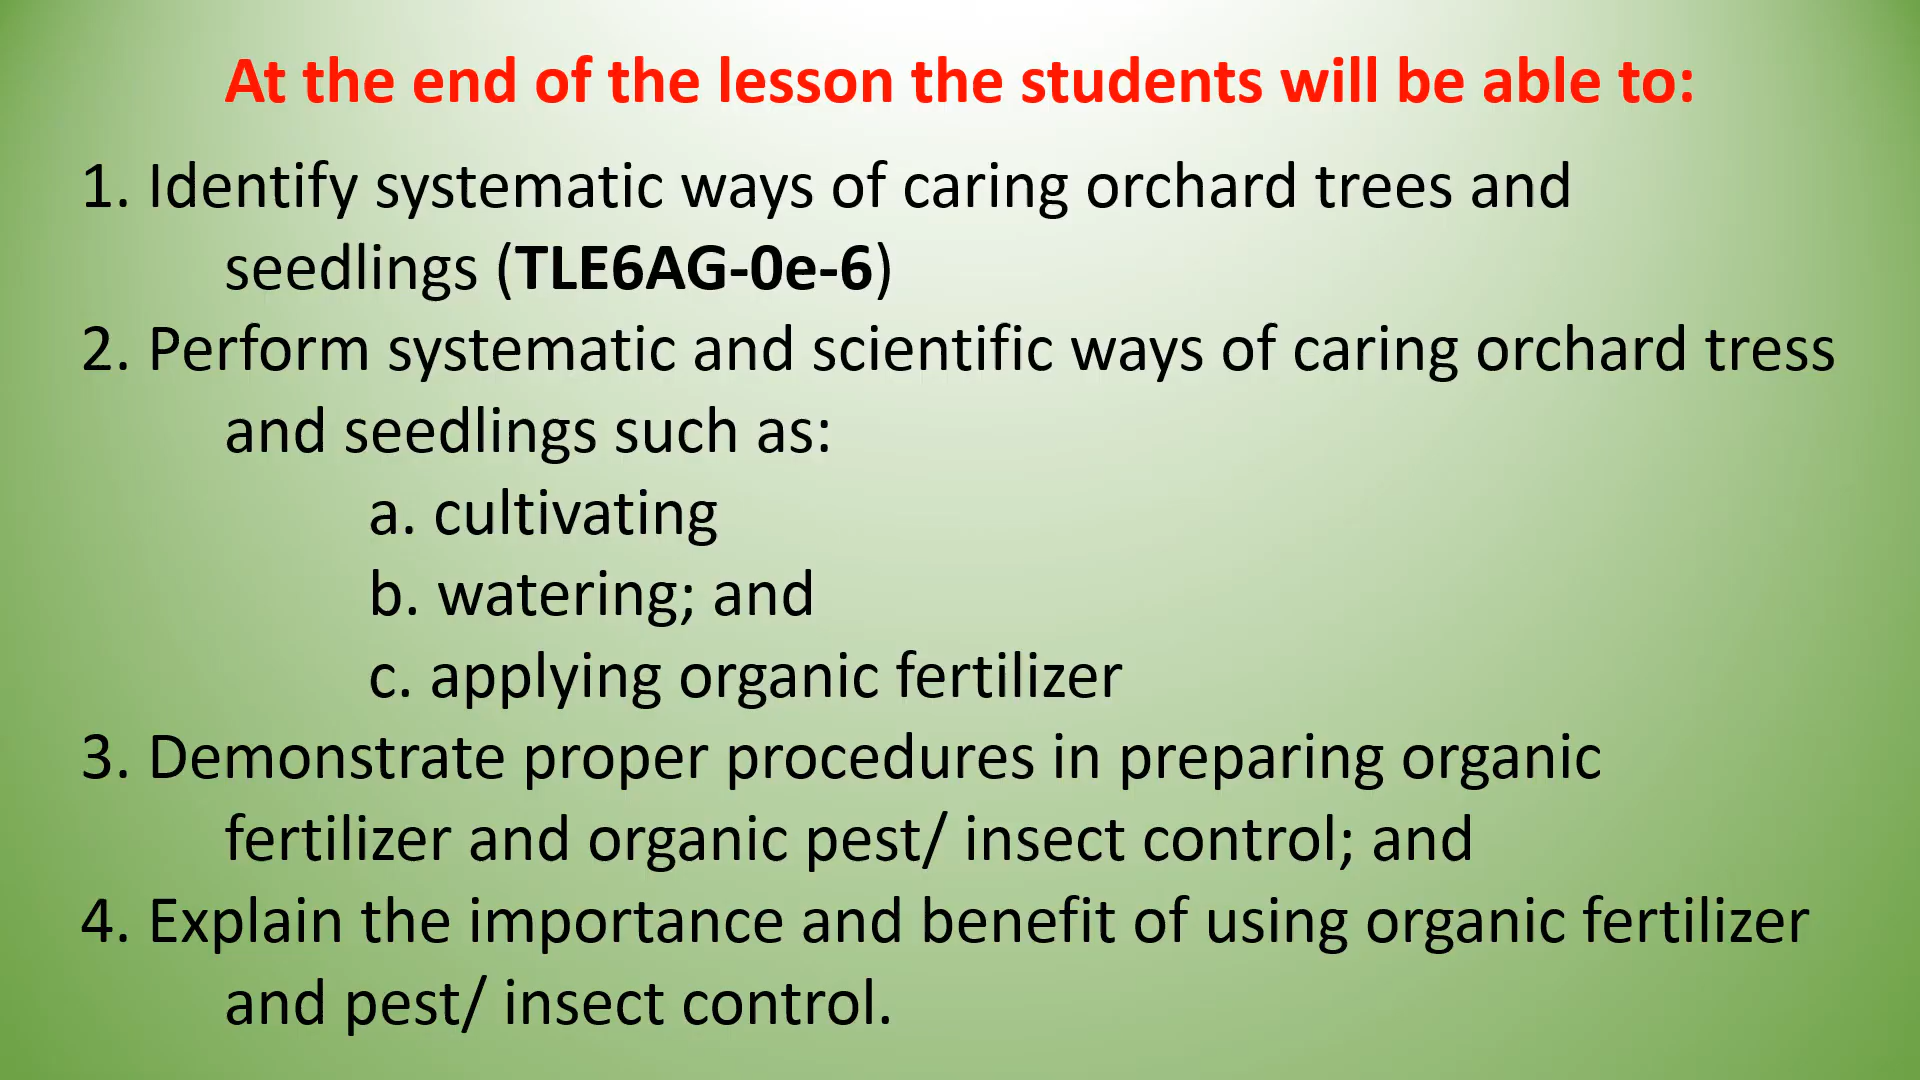 At the end of the lesson the students will be able to:
1. Identify systematic ways of caring orchard trees and
seedlings (TLE6AG-0e-6)
2. Perform systematic and scientific ways of caring orchard tress
and seedlings such as:
a. cultivating
b. watering; and
c. applying organic fertilizer
3. Demonstrate proper procedures in preparing organic
fertilizer and organic pest/ insect control; and
4. Explain the importance and benefit of using organic fertilizer
and pest/ insect control.